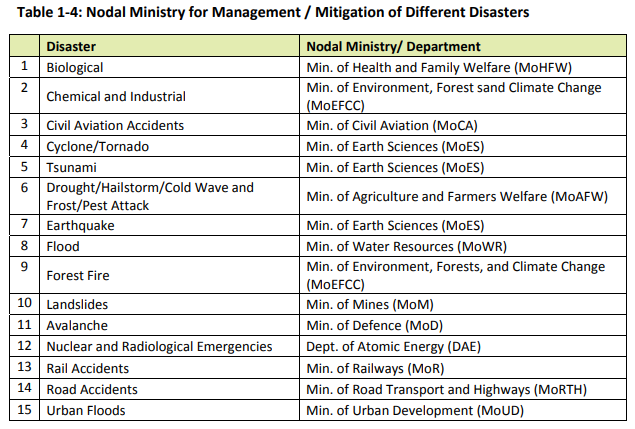 Table 1-4: Nodal Ministry for Management / Mitigation of Different Disasters
Disaster Nodal Ministry/ Department
1 Biological Min. of Health and Family Welfare (MoHFW)
2 Chemical and Industrial Min. of Environment, Forest sand Climate Change
(MoEFCC)
3 Civil Aviation Accidents Min. of Civil Aviation (MoCA)
4 Cyclone/Tornado Min. of Earth Sciences (MoES)
5 Tsunami Min. of Earth Sciences (MoES)
6 Drought/Hailstorm/Cold Wave and
Frost/Pest Attack Min. of Agriculture and Farmers Welfare (MoAFW)
7 Earthquake Min. of Earth Sciences (MoES)
8 Flood Min. of Water Resources (MoWR)
9 Forest Fire Min. of Environment, Forests, and Climate Change
(MoEFCC)
10 Landslides Min. of Mines (MoM)
11 Avalanche Min. of Defence (MoD)
12 Nuclear and Radiological Emergencies Dept. of Atomic Energy (DAE)
13 Rail Accidents Min. of Railways (MoR)
14 Road Accidents Min. of Road Transport and Highways (MoRTH)
15 Urban Floods Min. of Urban Development (MoUD)